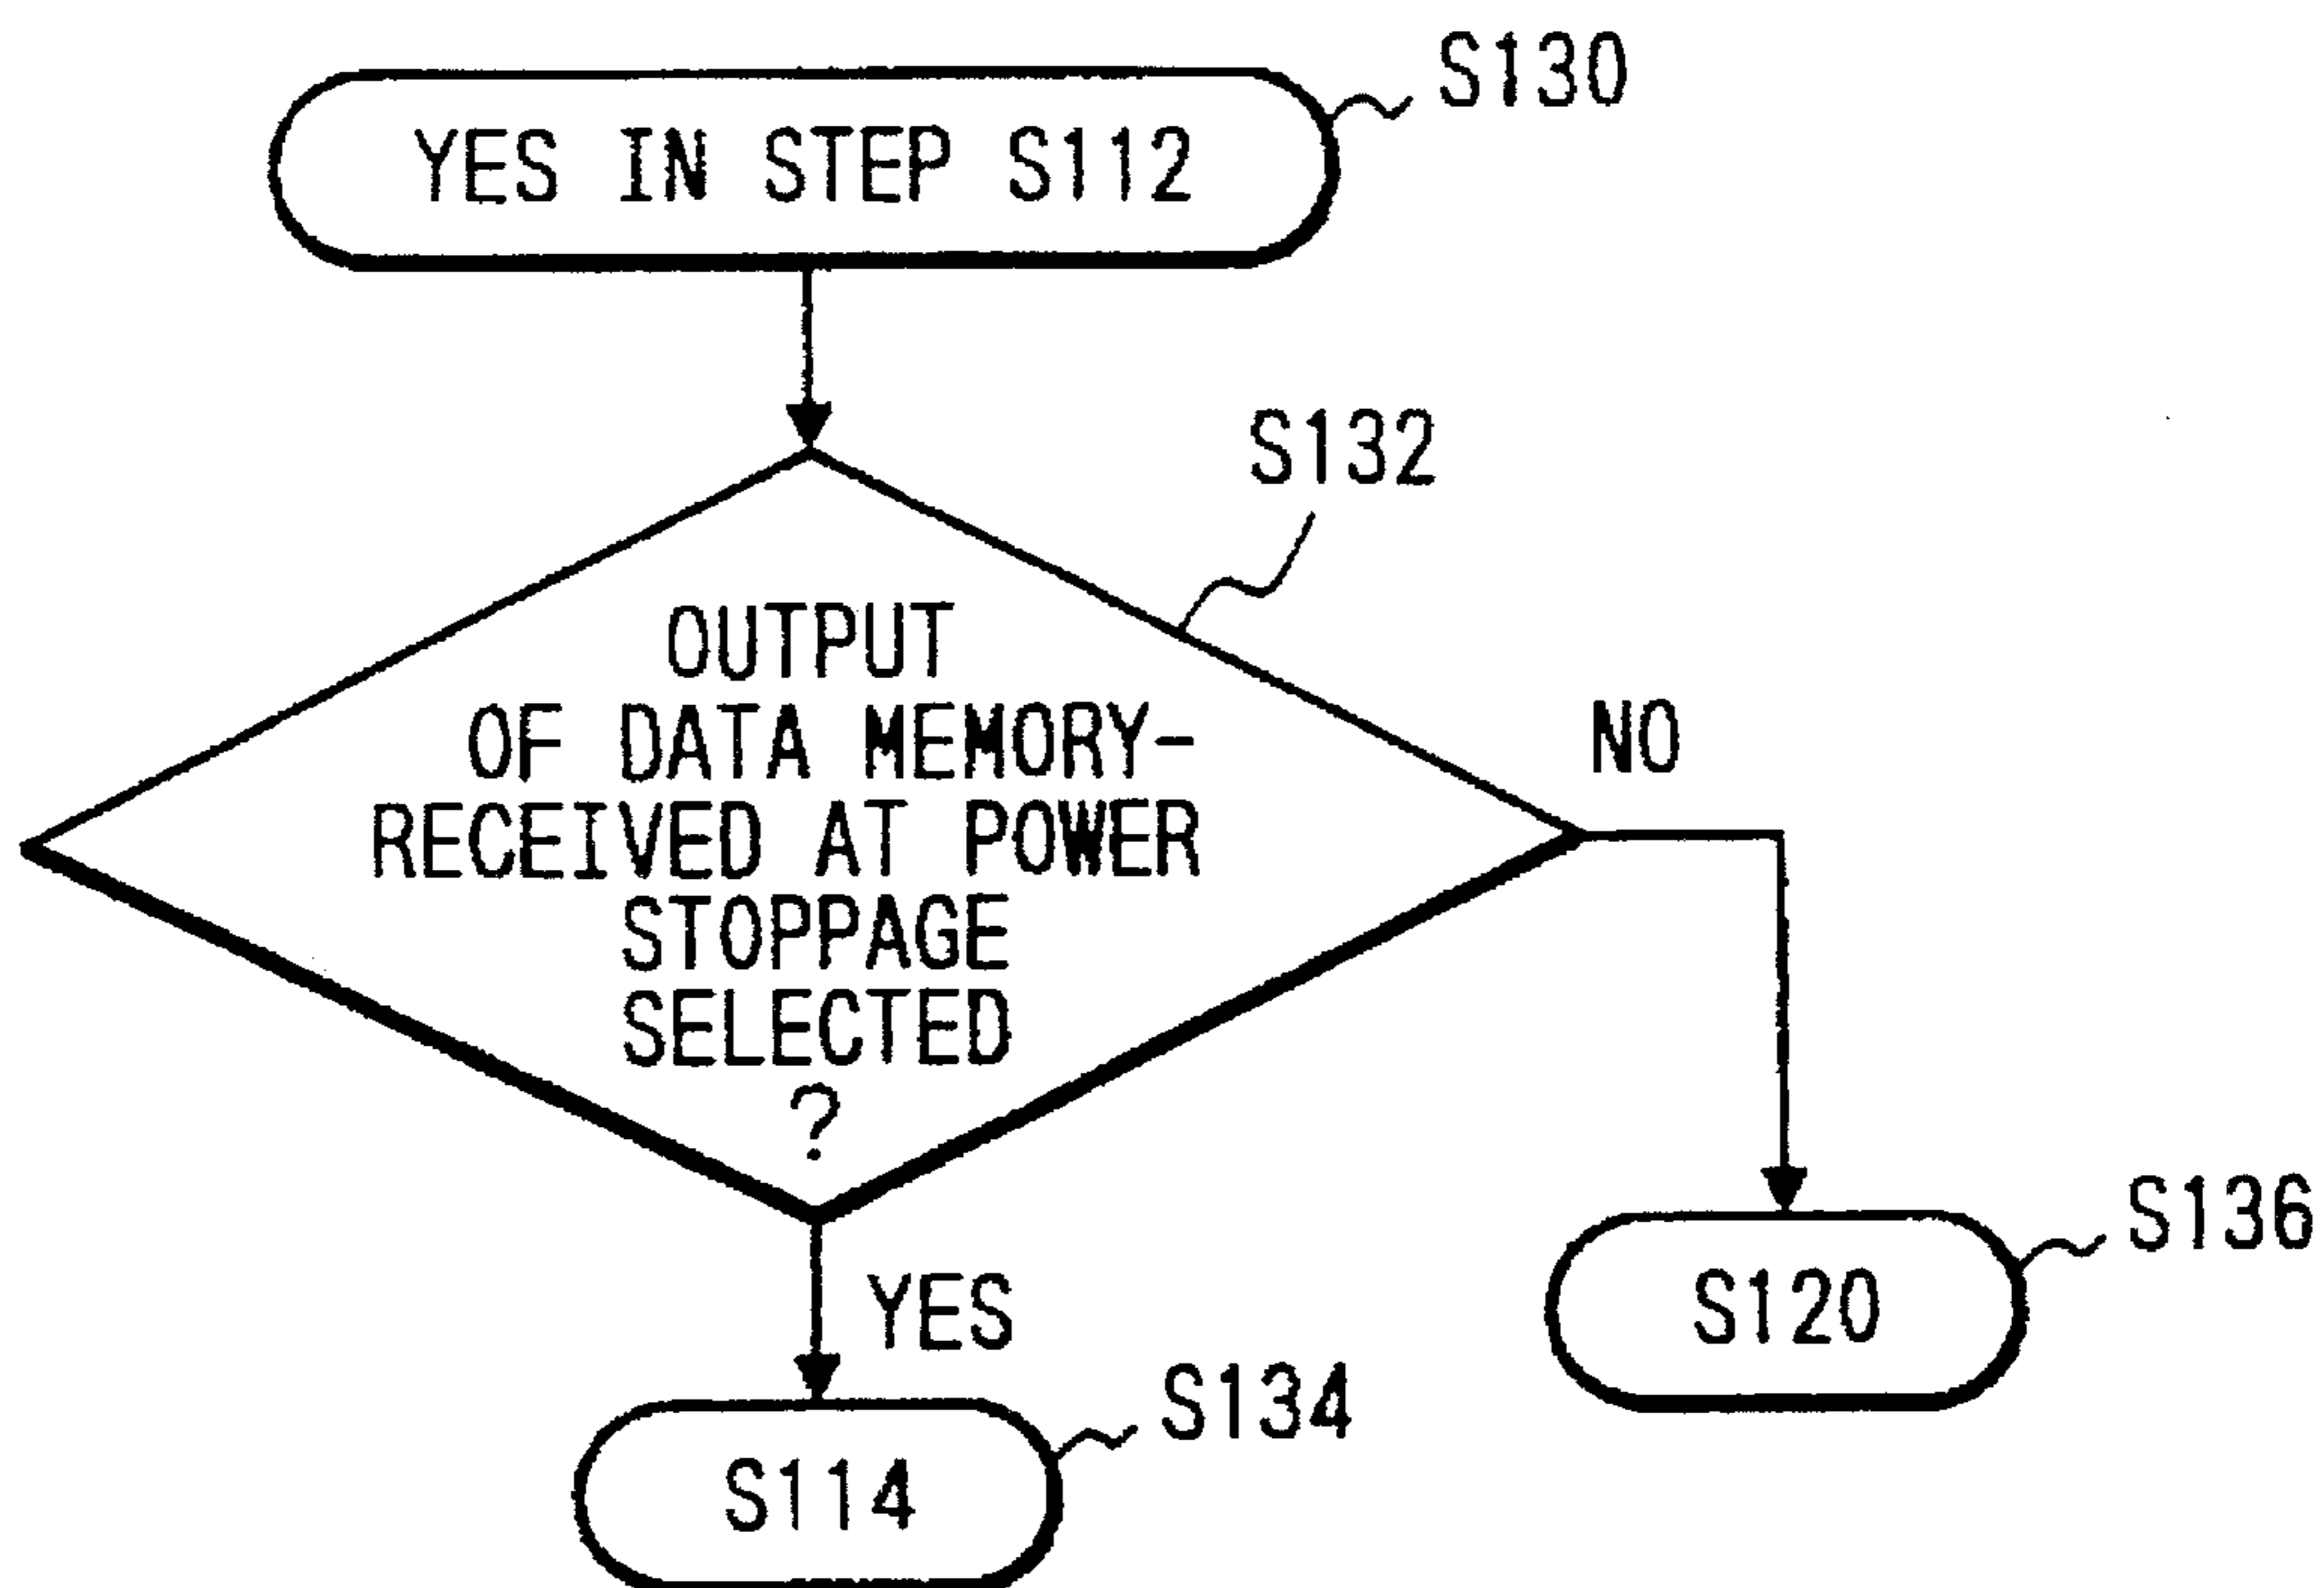 S130
YES IN STEP S112
S132
OUTPUT
OF DATA MEMORY-
RECEIVED AT POWER
STOPPAGE
SELECTED
?
NO
YES
S136
S120
S134
S114